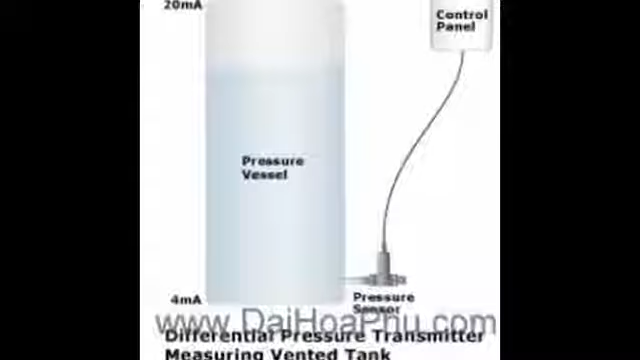 20mA
Control
Panel
Pressure
Vessel
4mA
Pressure
Sensor
www.DaiHoaPhu.com
Differential Pressure Transmitter
Measuring Vented Tank